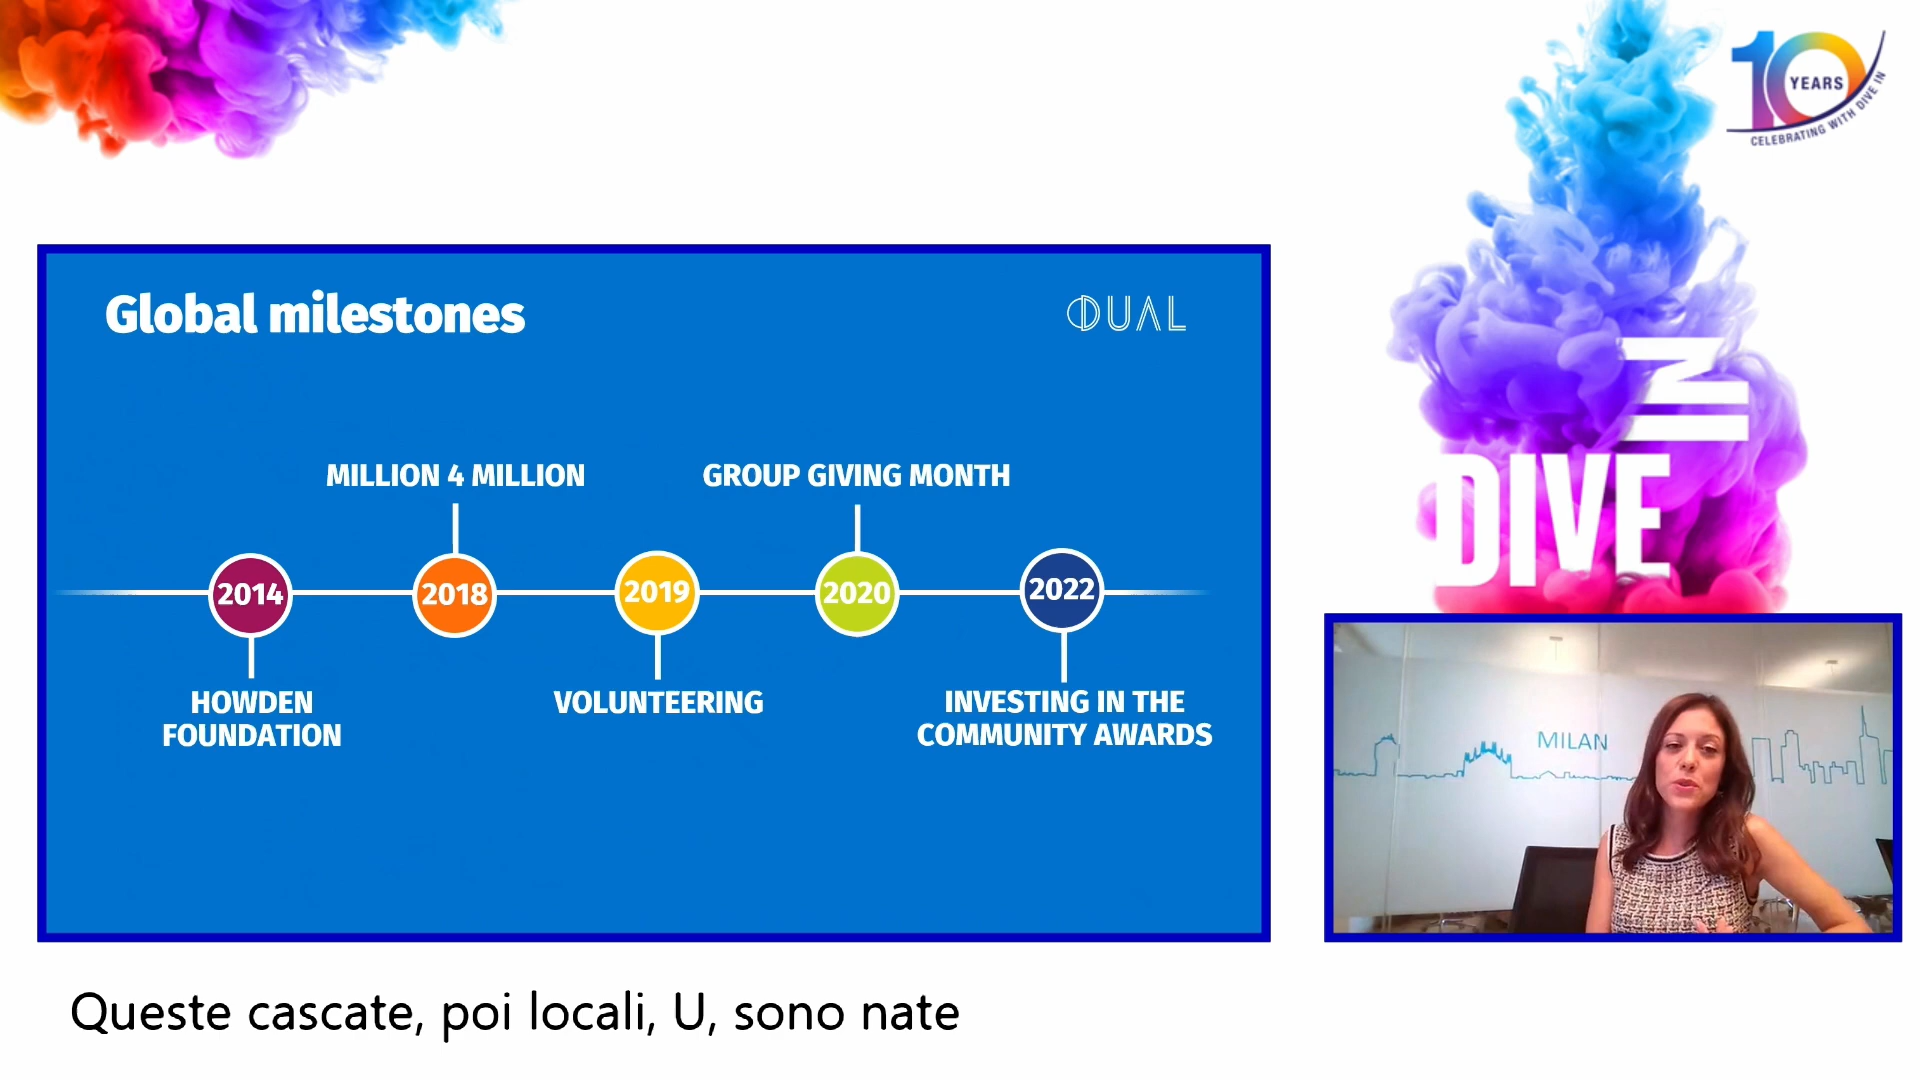 10
YEARS
CELEBRATING WITH DIVE IN
Global milestones
DUAL
MILLION 4 MILLION
GROUP GIVING MONTH
2014
2018
2019
2020
2022
HOWDEN
FOUNDATION
VOLUNTEERING
INVESTING IN THE
COMMUNITY AWARDS
IN
DIVE
MILAN
Queste cascate, poi locali, U, sono nate